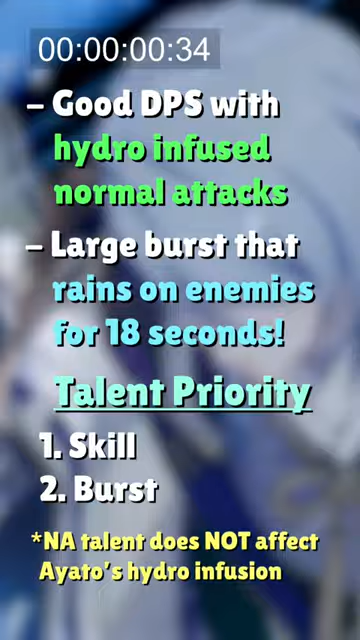 00:00:00:34
– Good DPS with
hydro infused
normal attacks
– Large burst that
rains on enemies
for 18 seconds!
Talent Priority
1. Skill
2. Burst
*NA talent does NOT affect
Ayato's hydro infusion